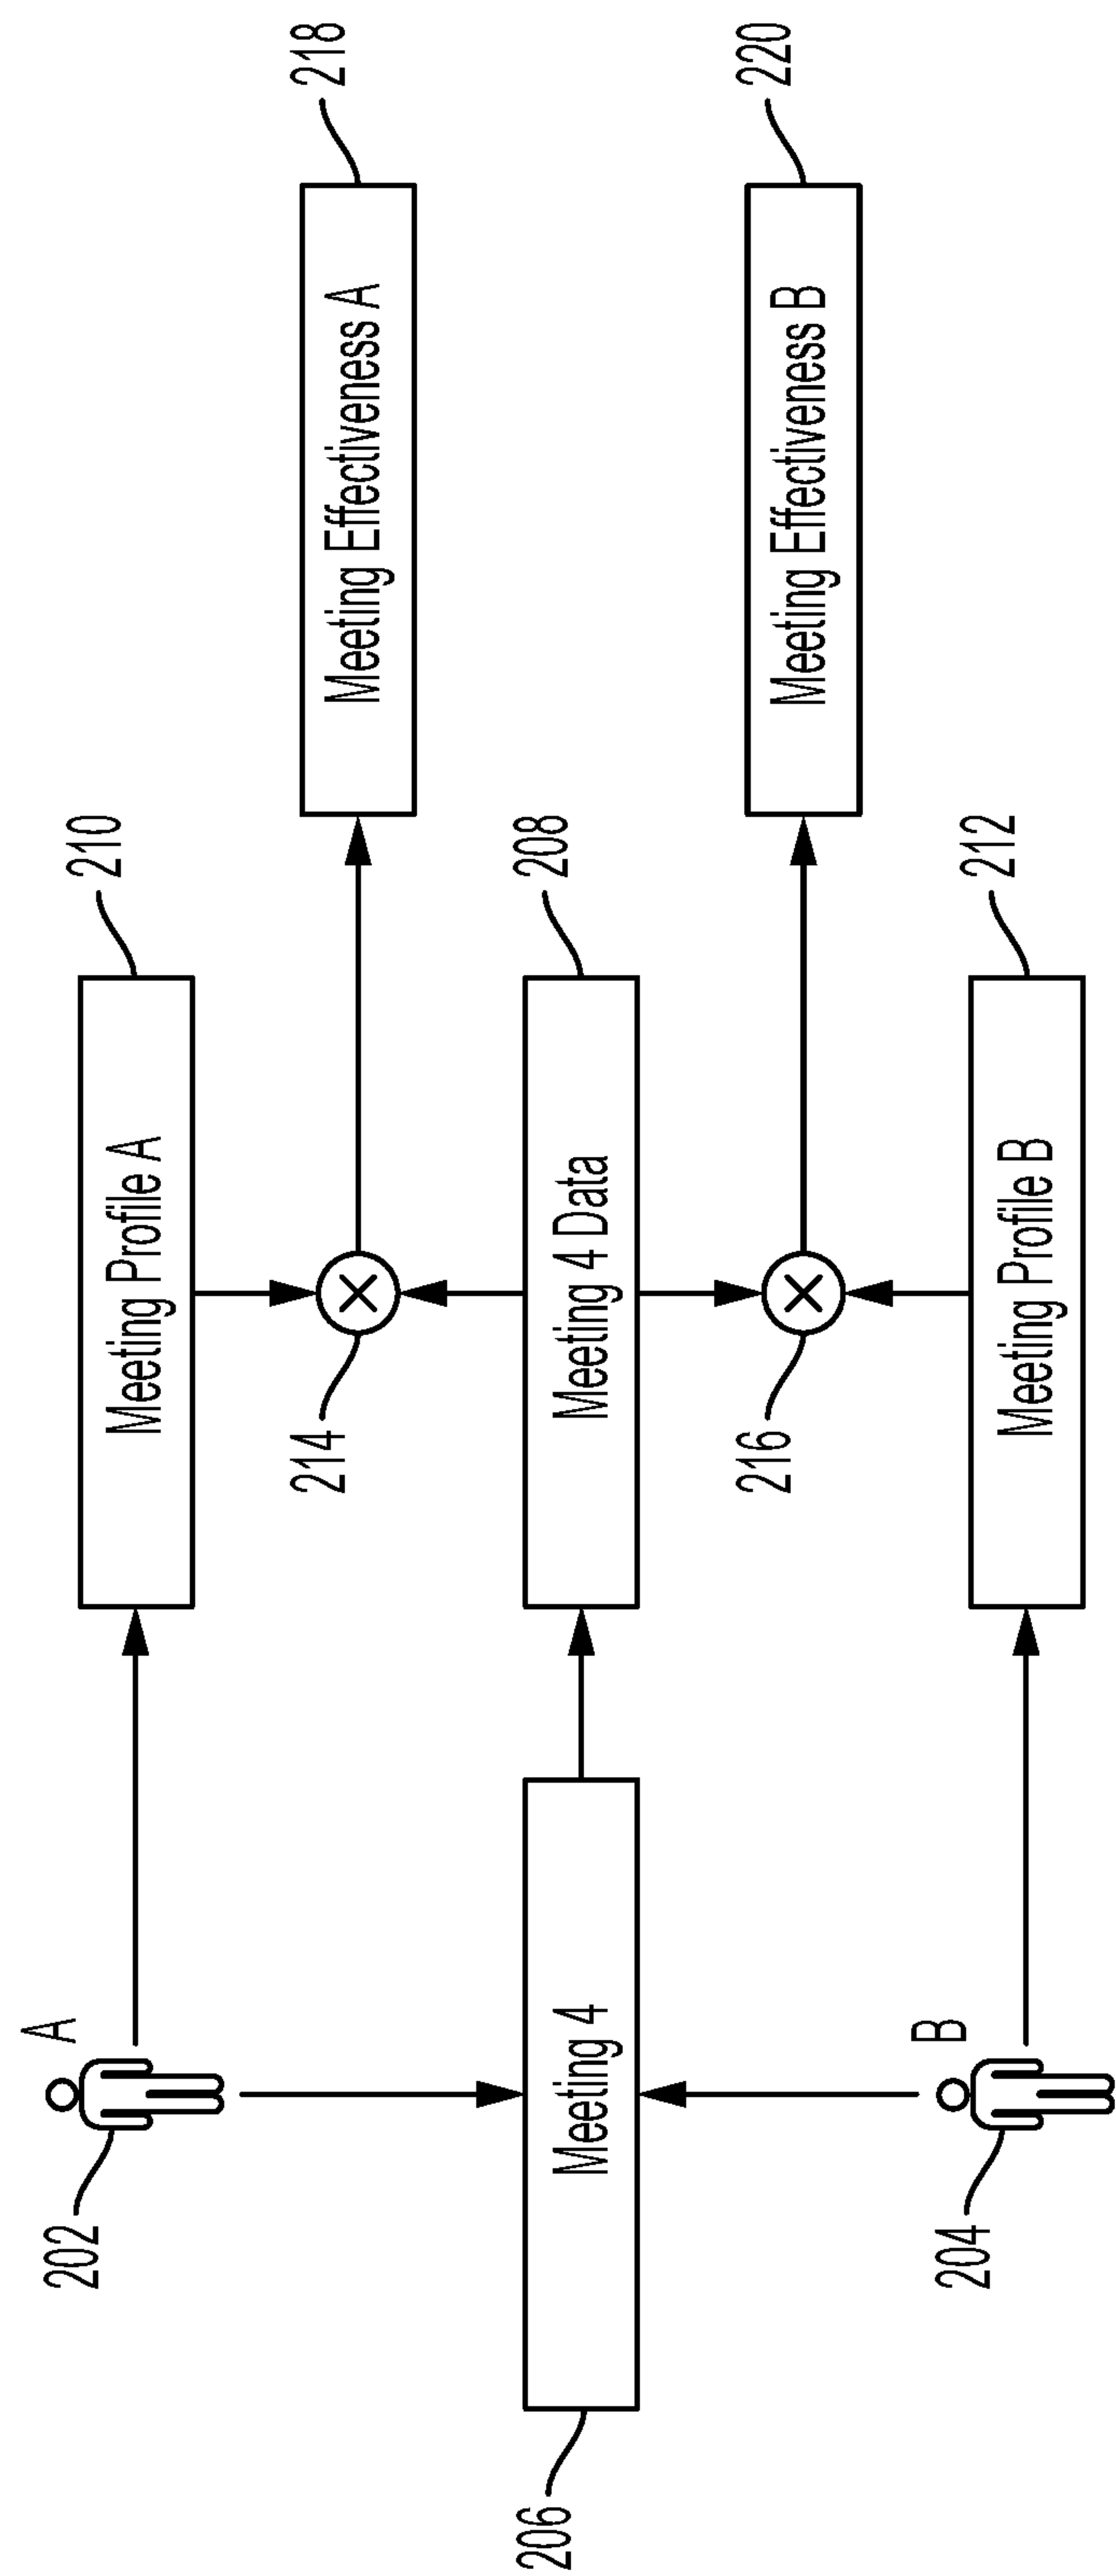 A
202
Meeting Profile A
210
214
Meeting Effectiveness A
218
206
Meeting 4
Meeting 4 Data
208
216
Meeting Effectiveness B
220
B
204
Meeting Profile B
212